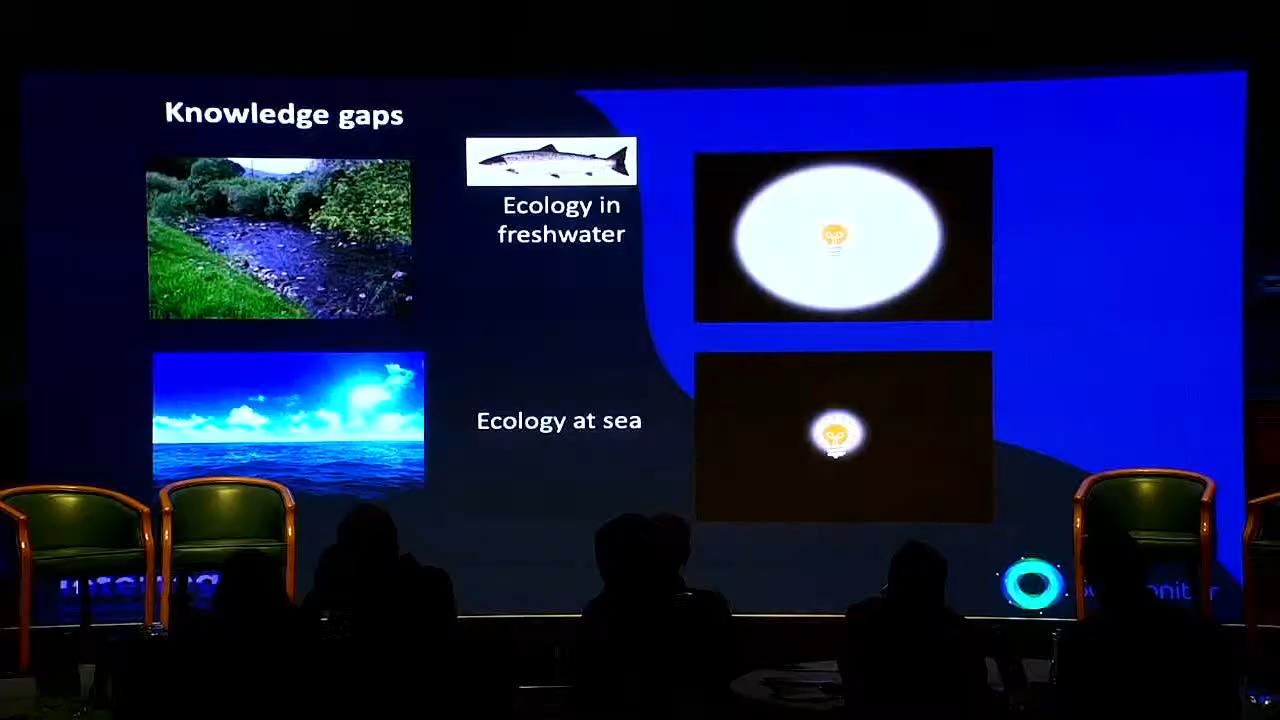 Knowledge gaps
Ecology in
freshwater
Ecology at sea